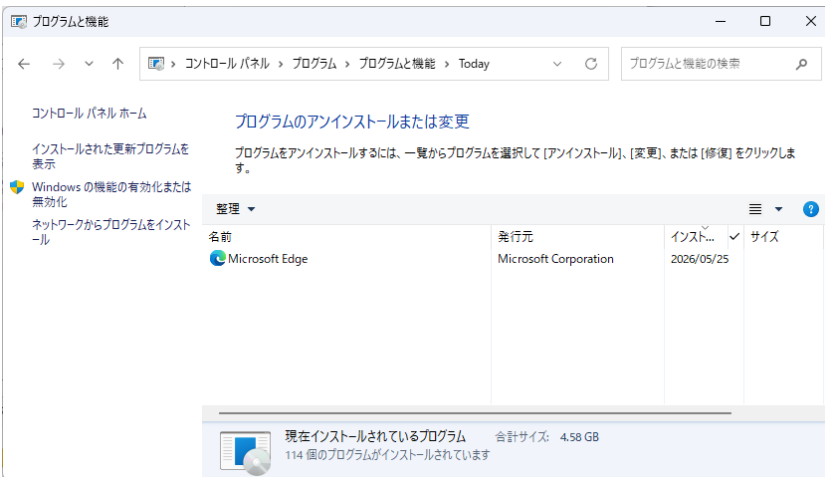 プログラムと機能
コントロール パネル › プログラム › プログラムと機能 › Today
プログラムと機能の検索
コントロール パネル ホーム
インストールされた更新プログラムを
表示
Windows の機能の有効化または
無効化
ネットワークからプログラムをインスト
ール
プログラムのアンインストールまたは変更
プログラムをアンインストールするには、一覧からプログラムを選択して [アンインストール]、[変更]、または [修復] をクリックしま
す。
整理
名前 発行元 インスト... サイズ
Microsoft Edge Microsoft Corporation 2026/05/25
現在インストールされているプログラム 合計サイズ: 4.58 GB
114 個のプログラムがインストールされています